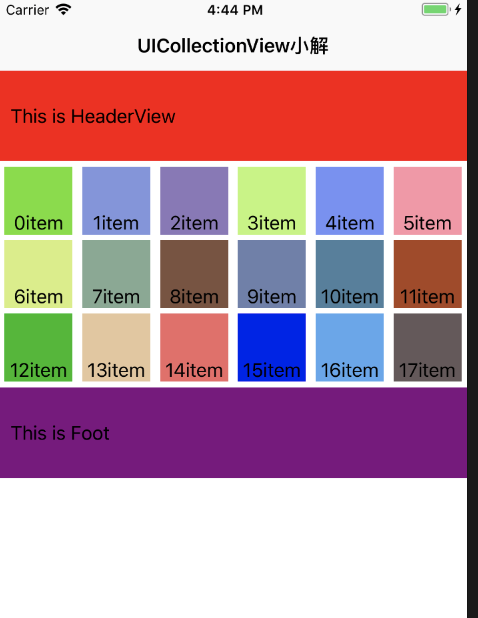 Carrier 4:44 PM
UICollectionView小解
This is HeaderView
0item 1item 2item 3item 4item 5item
6item 7item 8item 9item 10item 11item
12item 13item 14item 15item 16item 17item
This is Foot